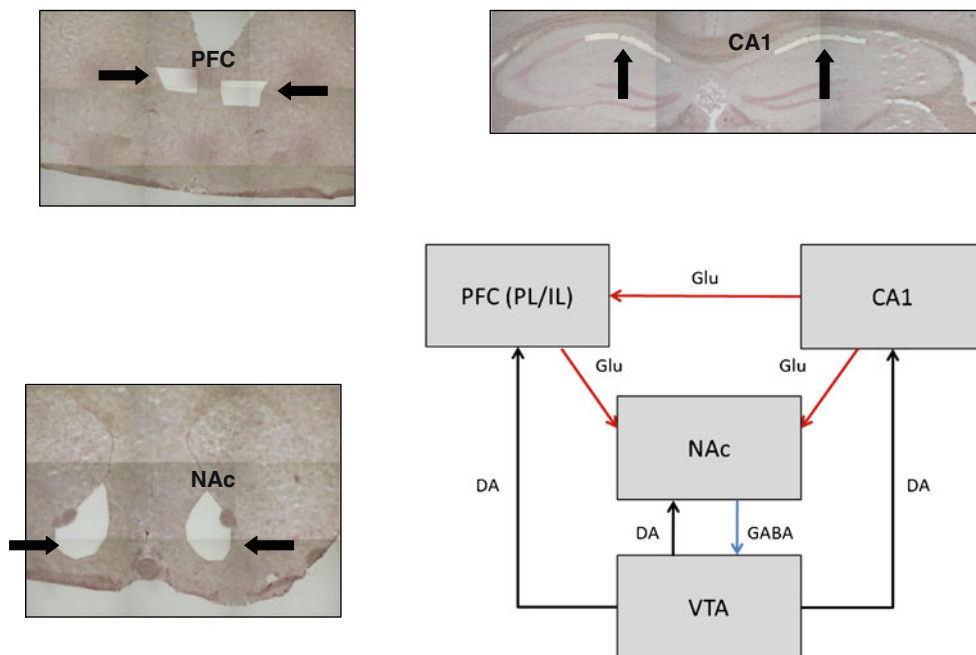 PFC
CA1
NAc
Glu
PFC (PL/IL)
CA1
Glu
Glu
NAc
DA
DA
DA
GABA
VTA